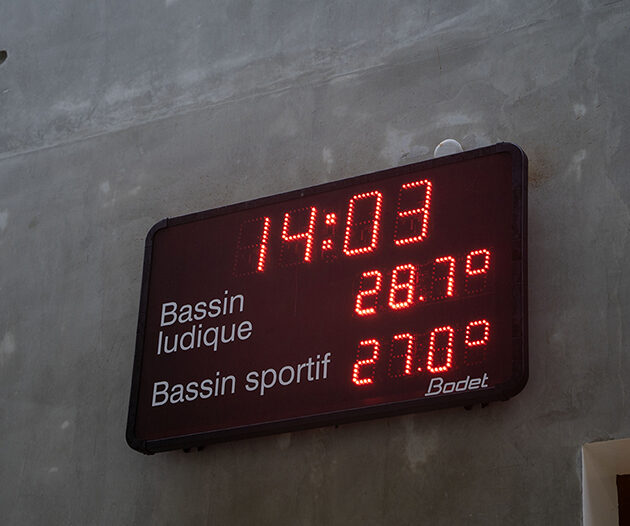 14:03
Bassin
ludique
28.7°
Bassin sportif
27.0°
Bodet